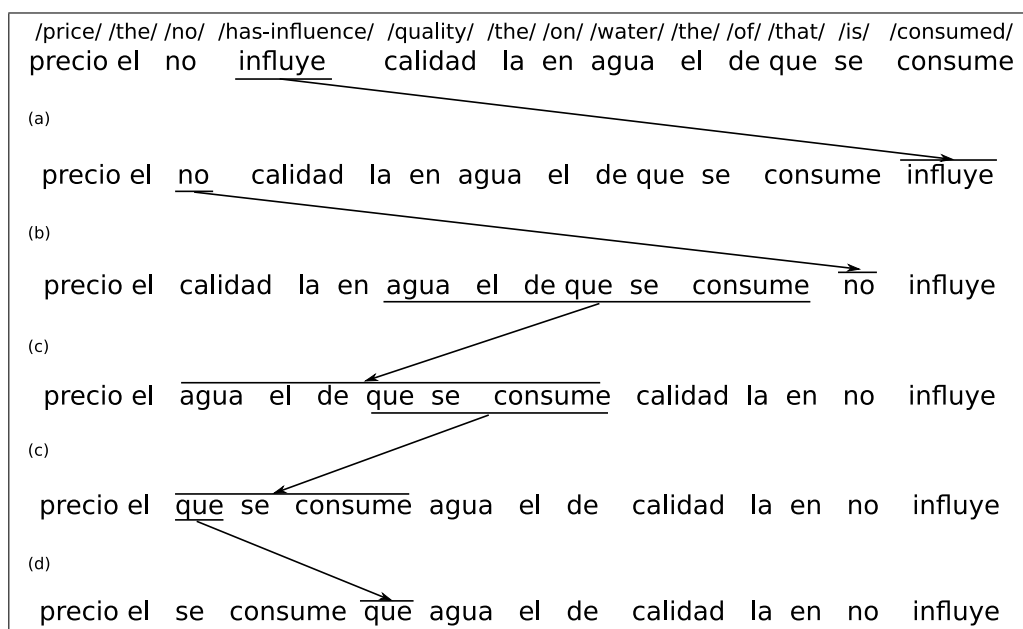 /price/ /the/ /no/ /has-influence/ /quality/ /the/ /on/ /water/ /the/ /of/ /that/ /is/ /consumed/
precio el no influye calidad la en agua el de que se consume
(a)
precio el no calidad la en agua el de que se consume influye
(b)
precio el calidad la en agua el de que se consume no influye
(c)
precio el agua el de que se consume calidad la en no influye
(c)
precio el que se consume agua el de calidad la en no influye
(d)
precio el se consume que agua el de calidad la en no influye